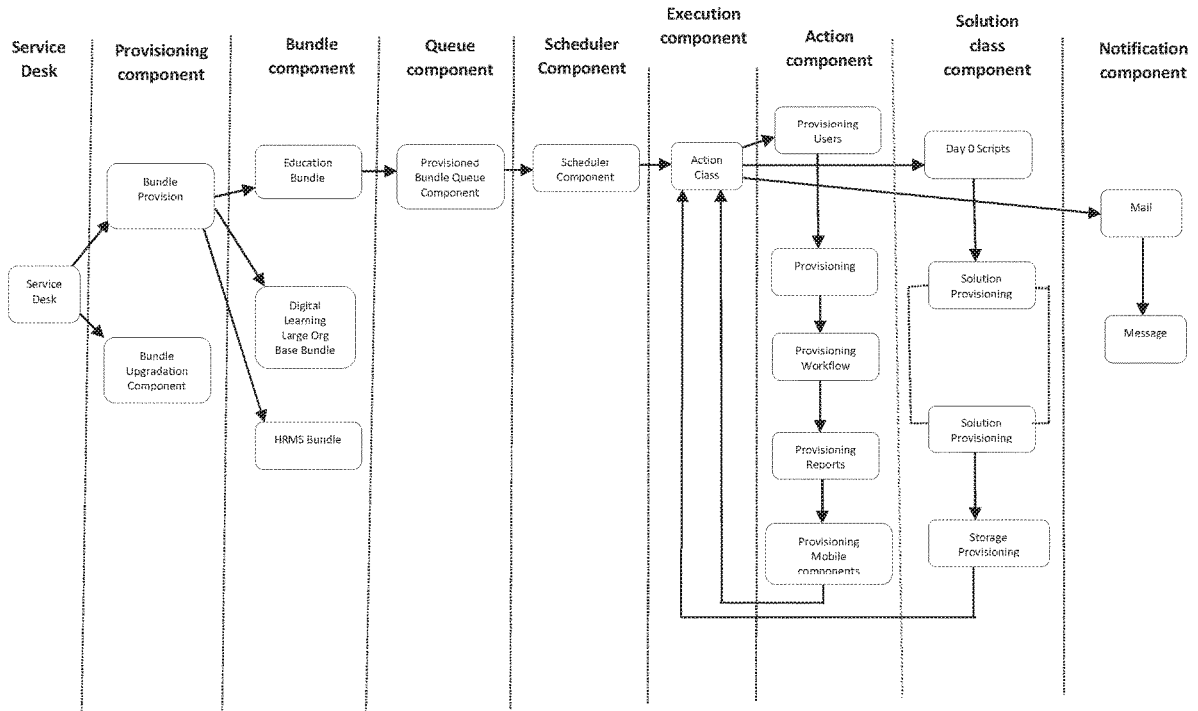 Service
Desk
Provisioning
component
Bundle
component
Queue
component
Scheduler
Component
Execution
component
Action
component
Solution
class
component
Notification
component
Service
Desk
Bundle
Provision
Bundle
Upgradation
Component
Education
Bundle
Digital
Learning
Large Org
Base Bundle
HRMS Bundle
Provisioned
Bundle Queue
Component
Scheduler
Component
Action
Class
Provisioning
Users
Provisioning
Provisioning
Workflow
Provisioning
Reports
Provisioning
Mobile
components
Day 0 Scripts
Solution
Provisioning
Solution
Provisioning
Storage
Provisioning
Mail
Message